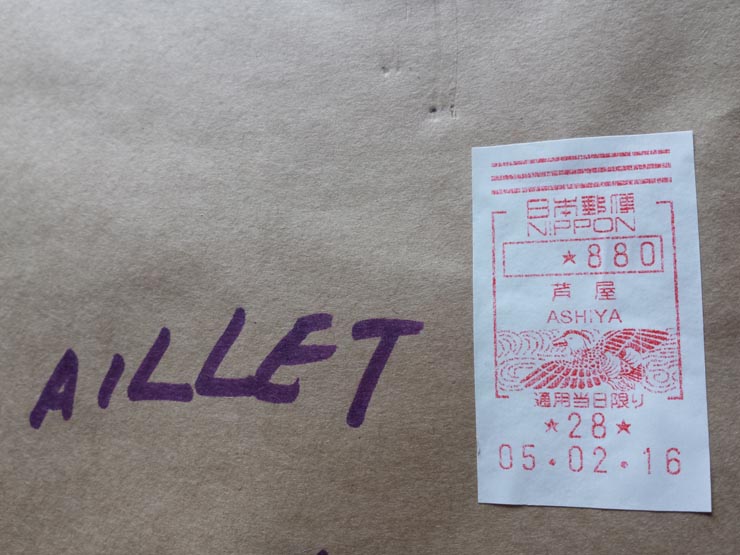 日本郵便
NIPPON
★880
芦屋
ASHIYA
通用当日限り
★28★
05.02.16
AILLET